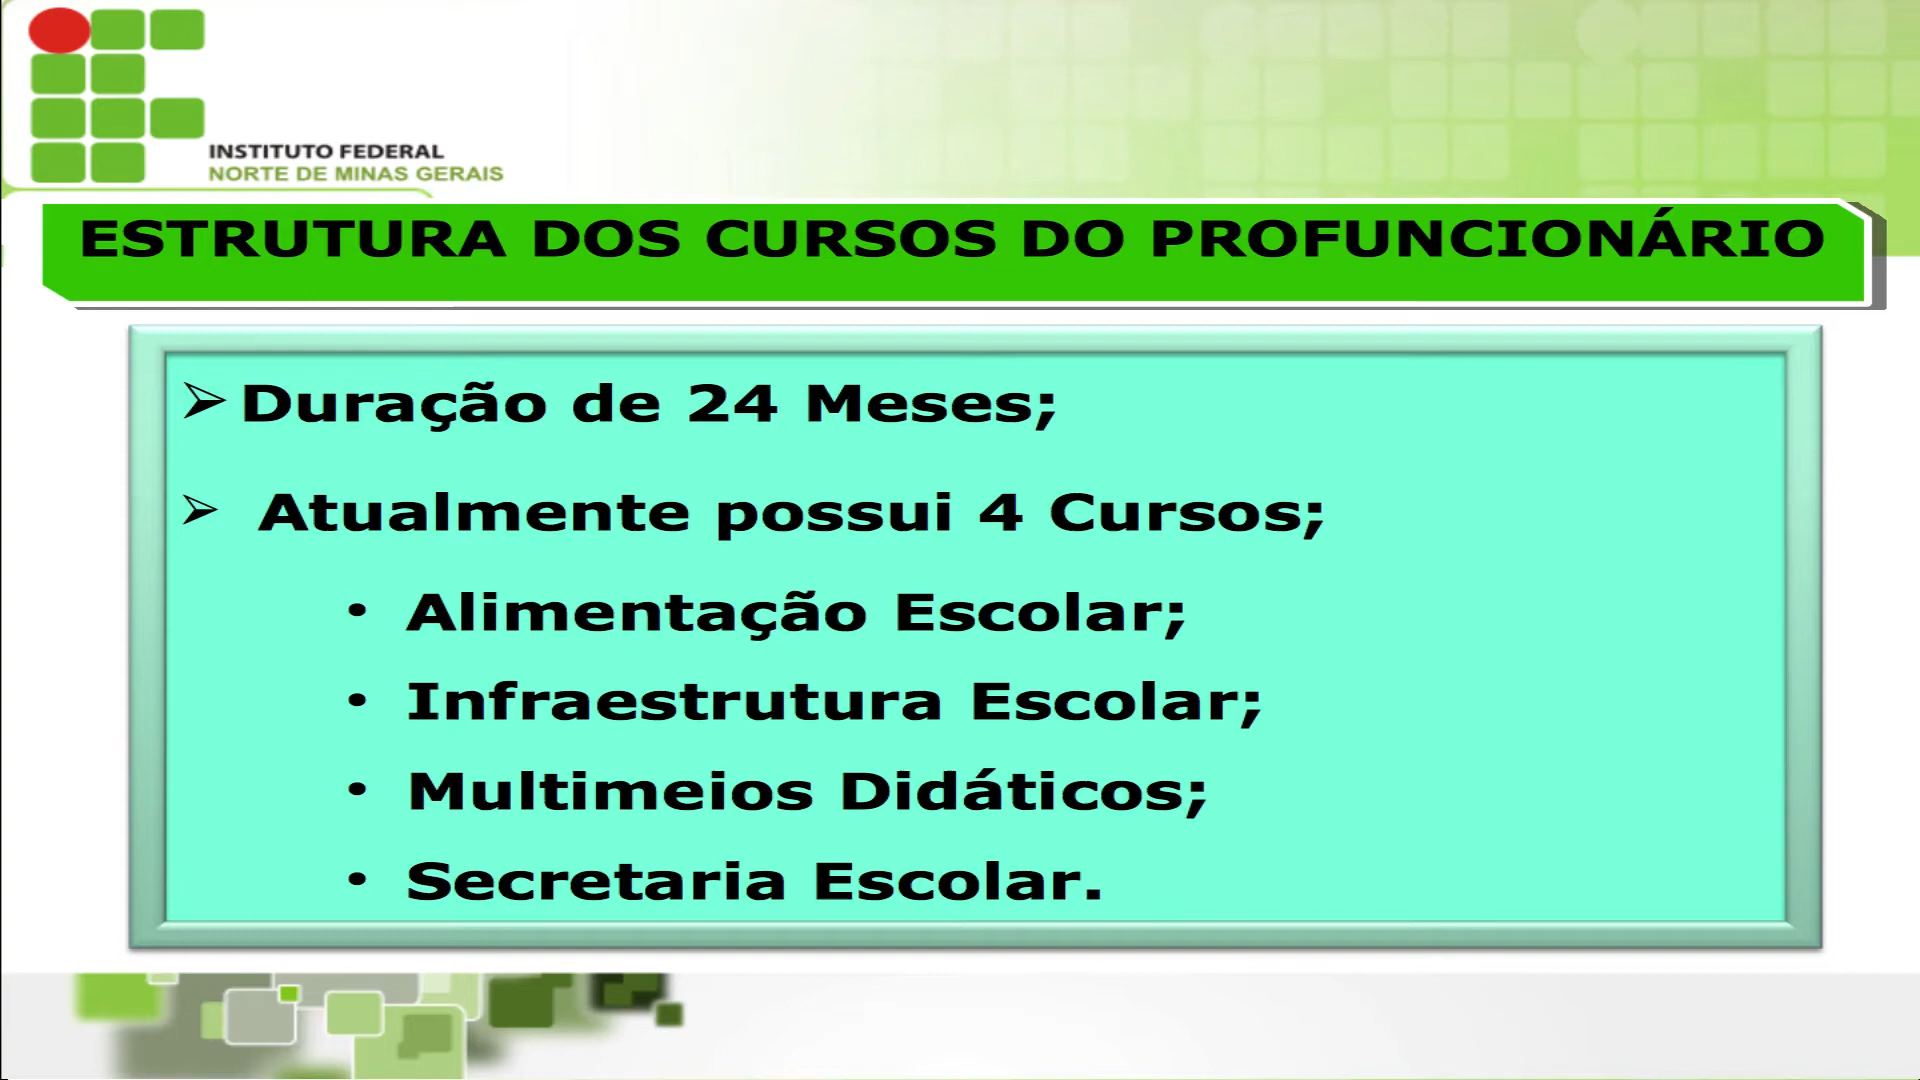 INSTITUTO FEDERAL
NORTE DE MINAS GERAIS
ESTRUTURA DOS CURSOS DO PROFUNCIONÁRIO
➢ Duração de 24 Meses;
➢ Atualmente possui 4 Cursos;
• Alimentação Escolar;
• Infraestrutura Escolar;
• Multimeios Didáticos;
• Secretaria Escolar.